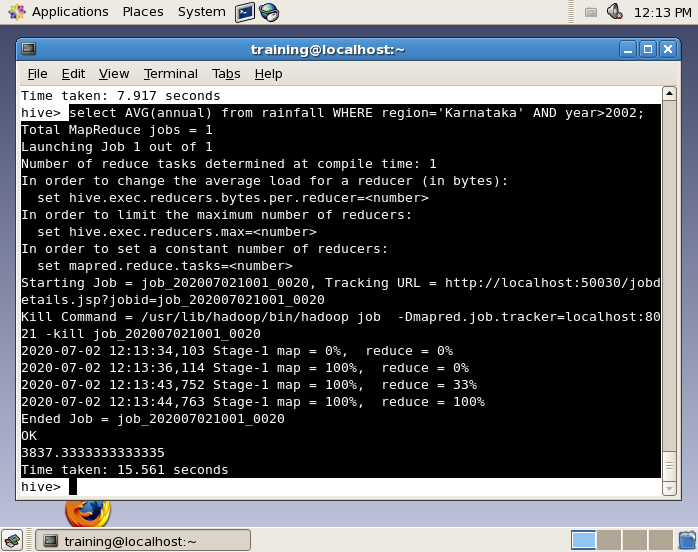 Applications Places System 12:13 PM
training@localhost:~
File Edit View Terminal Tabs Help
Time taken: 7.917 seconds
hive> select AVG(annual) from rainfall WHERE region='Karnataka' AND year>2002;
Total MapReduce jobs = 1
Launching Job 1 out of 1
Number of reduce tasks determined at compile time: 1
In order to change the average load for a reducer (in bytes):
  set hive.exec.reducers.bytes.per.reducer=<number>
In order to limit the maximum number of reducers:
  set hive.exec.reducers.max=<number>
In order to set a constant number of reducers:
  set mapred.reduce.tasks=<number>
Starting Job = job_202007021001_0020, Tracking URL = http://localhost:50030/jobd
etails.jsp?jobid=job_202007021001_0020
Kill Command = /usr/lib/hadoop/bin/hadoop job  -Dmapred.job.tracker=localhost:80
21 -kill job_202007021001_0020
2020-07-02 12:13:34,103 Stage-1 map = 0%,  reduce = 0%
2020-07-02 12:13:36,114 Stage-1 map = 100%,  reduce = 0%
2020-07-02 12:13:43,752 Stage-1 map = 100%,  reduce = 33%
2020-07-02 12:13:44,763 Stage-1 map = 100%,  reduce = 100%
Ended Job = job_202007021001_0020
OK
3837.3333333333335
Time taken: 15.561 seconds
hive>
training@localhost:~